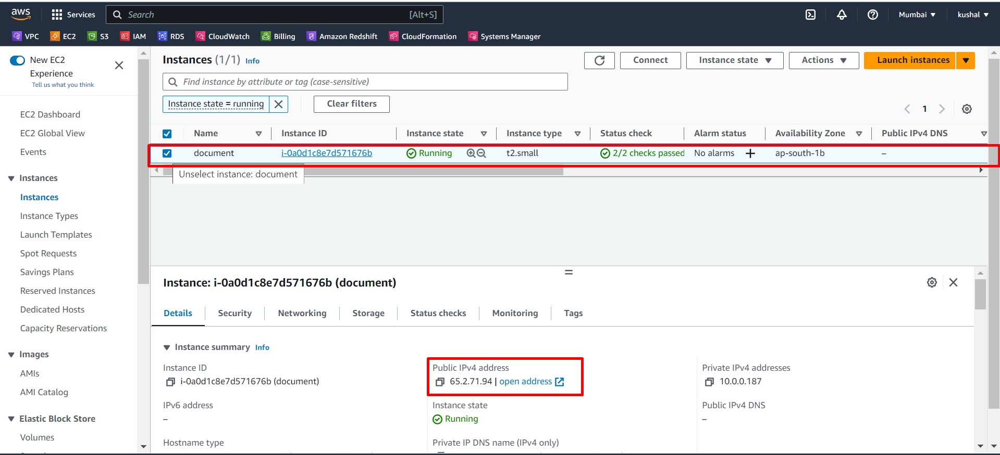 aws Services Search [Alt+S] Mumbai kushal
VPC EC2 S3 IAM RDS CloudWatch Billing Amazon Redshift CloudFormation Systems Manager
New EC2
Experience
Tell us what you think
EC2 Dashboard
EC2 Global View
Events
Instances
Instances
Instance Types
Launch Templates
Spot Requests
Savings Plans
Reserved Instances
Dedicated Hosts
Capacity Reservations
Images
AMIs
AMI Catalog
Elastic Block Store
Volumes
Instances (1/1) Info
Connect Instance state Actions Launch instances
Find instance by attribute or tag (case-sensitive)
Instance state = running Clear filters
1
Name Instance ID Instance state Instance type Status check Alarm status Availability Zone Public IPv4 DNS
document i-0a0d1c8e7d571676b Running t2.small 2/2 checks passed No alarms + ap-south-1b –
Unselect instance: document
Instance: i-0a0d1c8e7d571676b (document)
Details Security Networking Storage Status checks Monitoring Tags
Instance summary Info
Instance ID
i-0a0d1c8e7d571676b (document)
Public IPv4 address
65.2.71.94 | open address
Private IPv4 addresses
10.0.0.187
IPv6 address
–
Instance state
Running
Public IPv4 DNS
–
Hostname type
Private IP DNS name (IPv4 only)